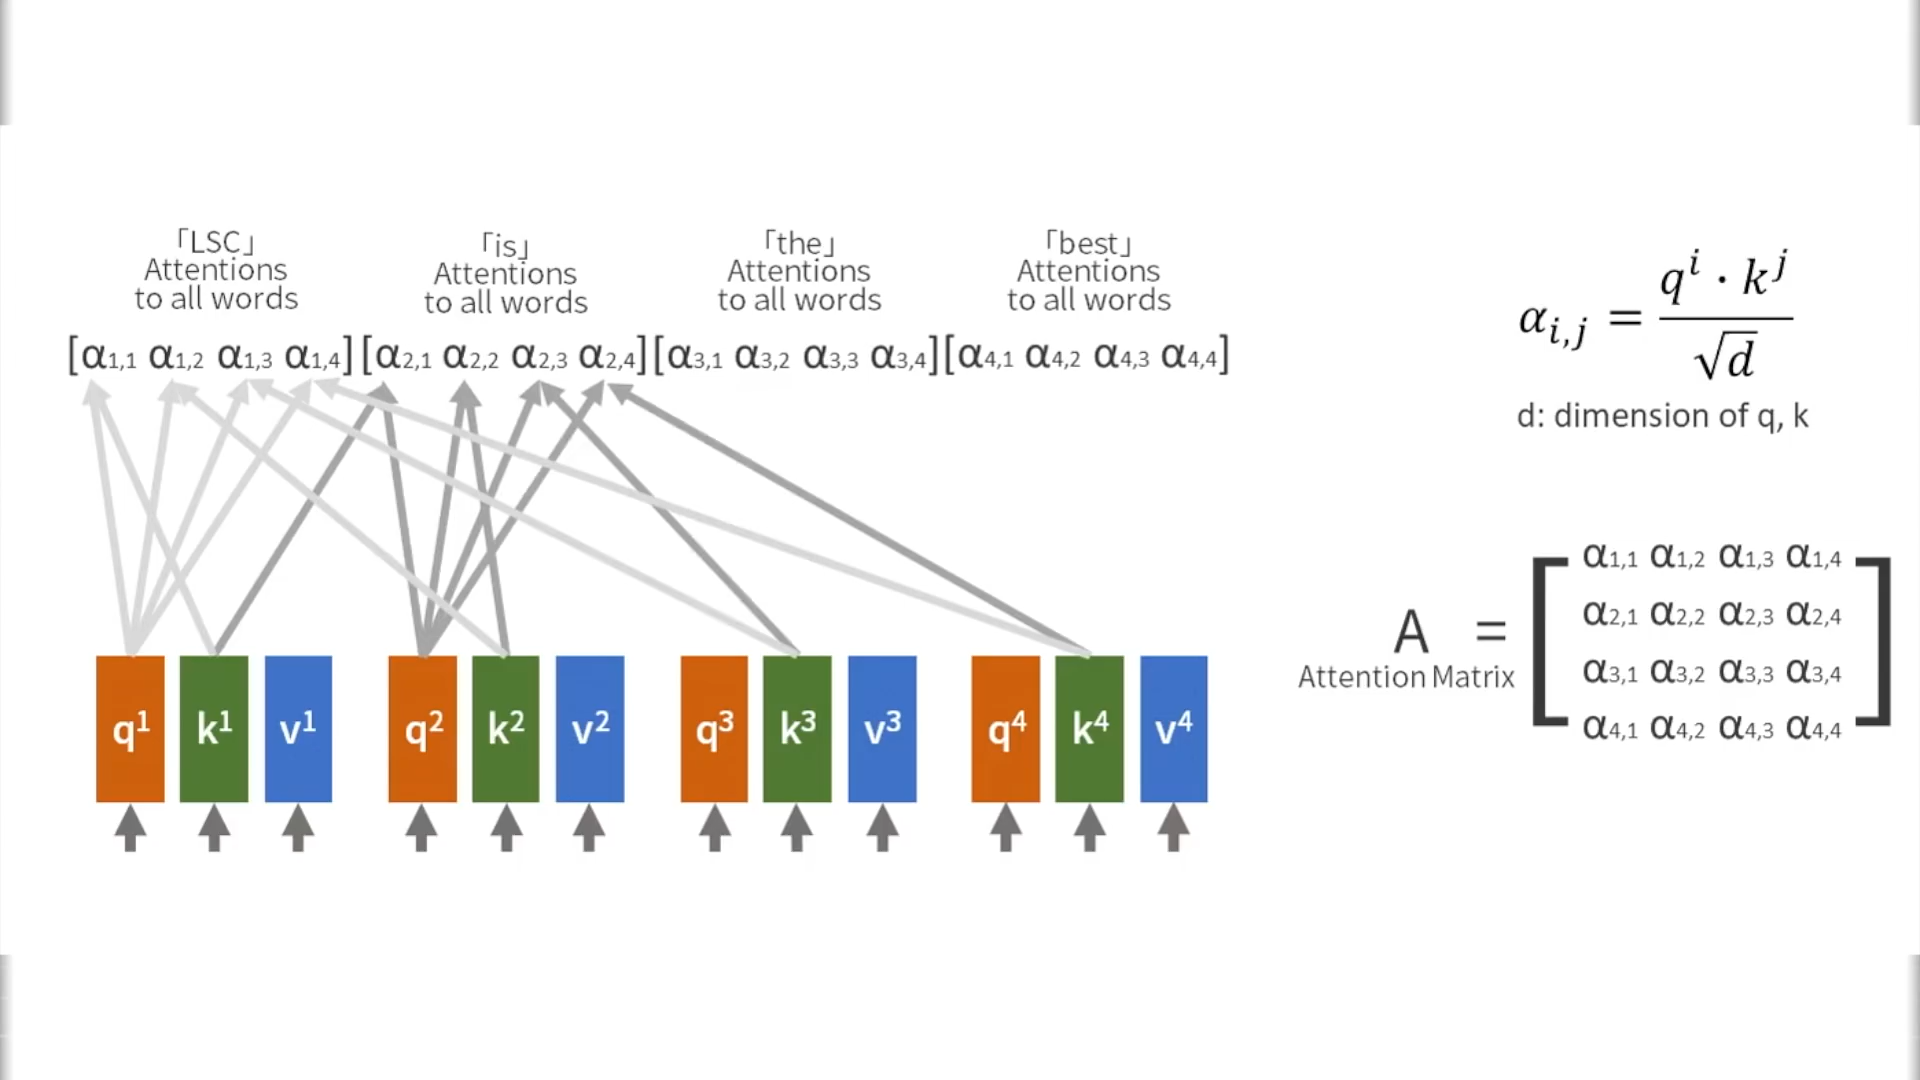 「LSC」
Attentions
to all words
「is」
Attentions
to all words
「the」
Attentions
to all words
「best」
Attentions
to all words
[α1,1 α1,2 α1,3 α1,4] [α2,1 α2,2 α2,3 α2,4] [α3,1 α3,2 α3,3 α3,4] [α4,1 α4,2 α4,3 α4,4]
q¹ k¹ v¹ q² k² v² q³ k³ v³ q⁴ k⁴ v⁴
αi,j = qⁱ · kʲ / √d
d: dimension of q, k
A =
Attention Matrix
α1,1 α1,2 α1,3 α1,4
α2,1 α2,2 α2,3 α2,4
α3,1 α3,2 α3,3 α3,4
α4,1 α4,2 α4,3 α4,4